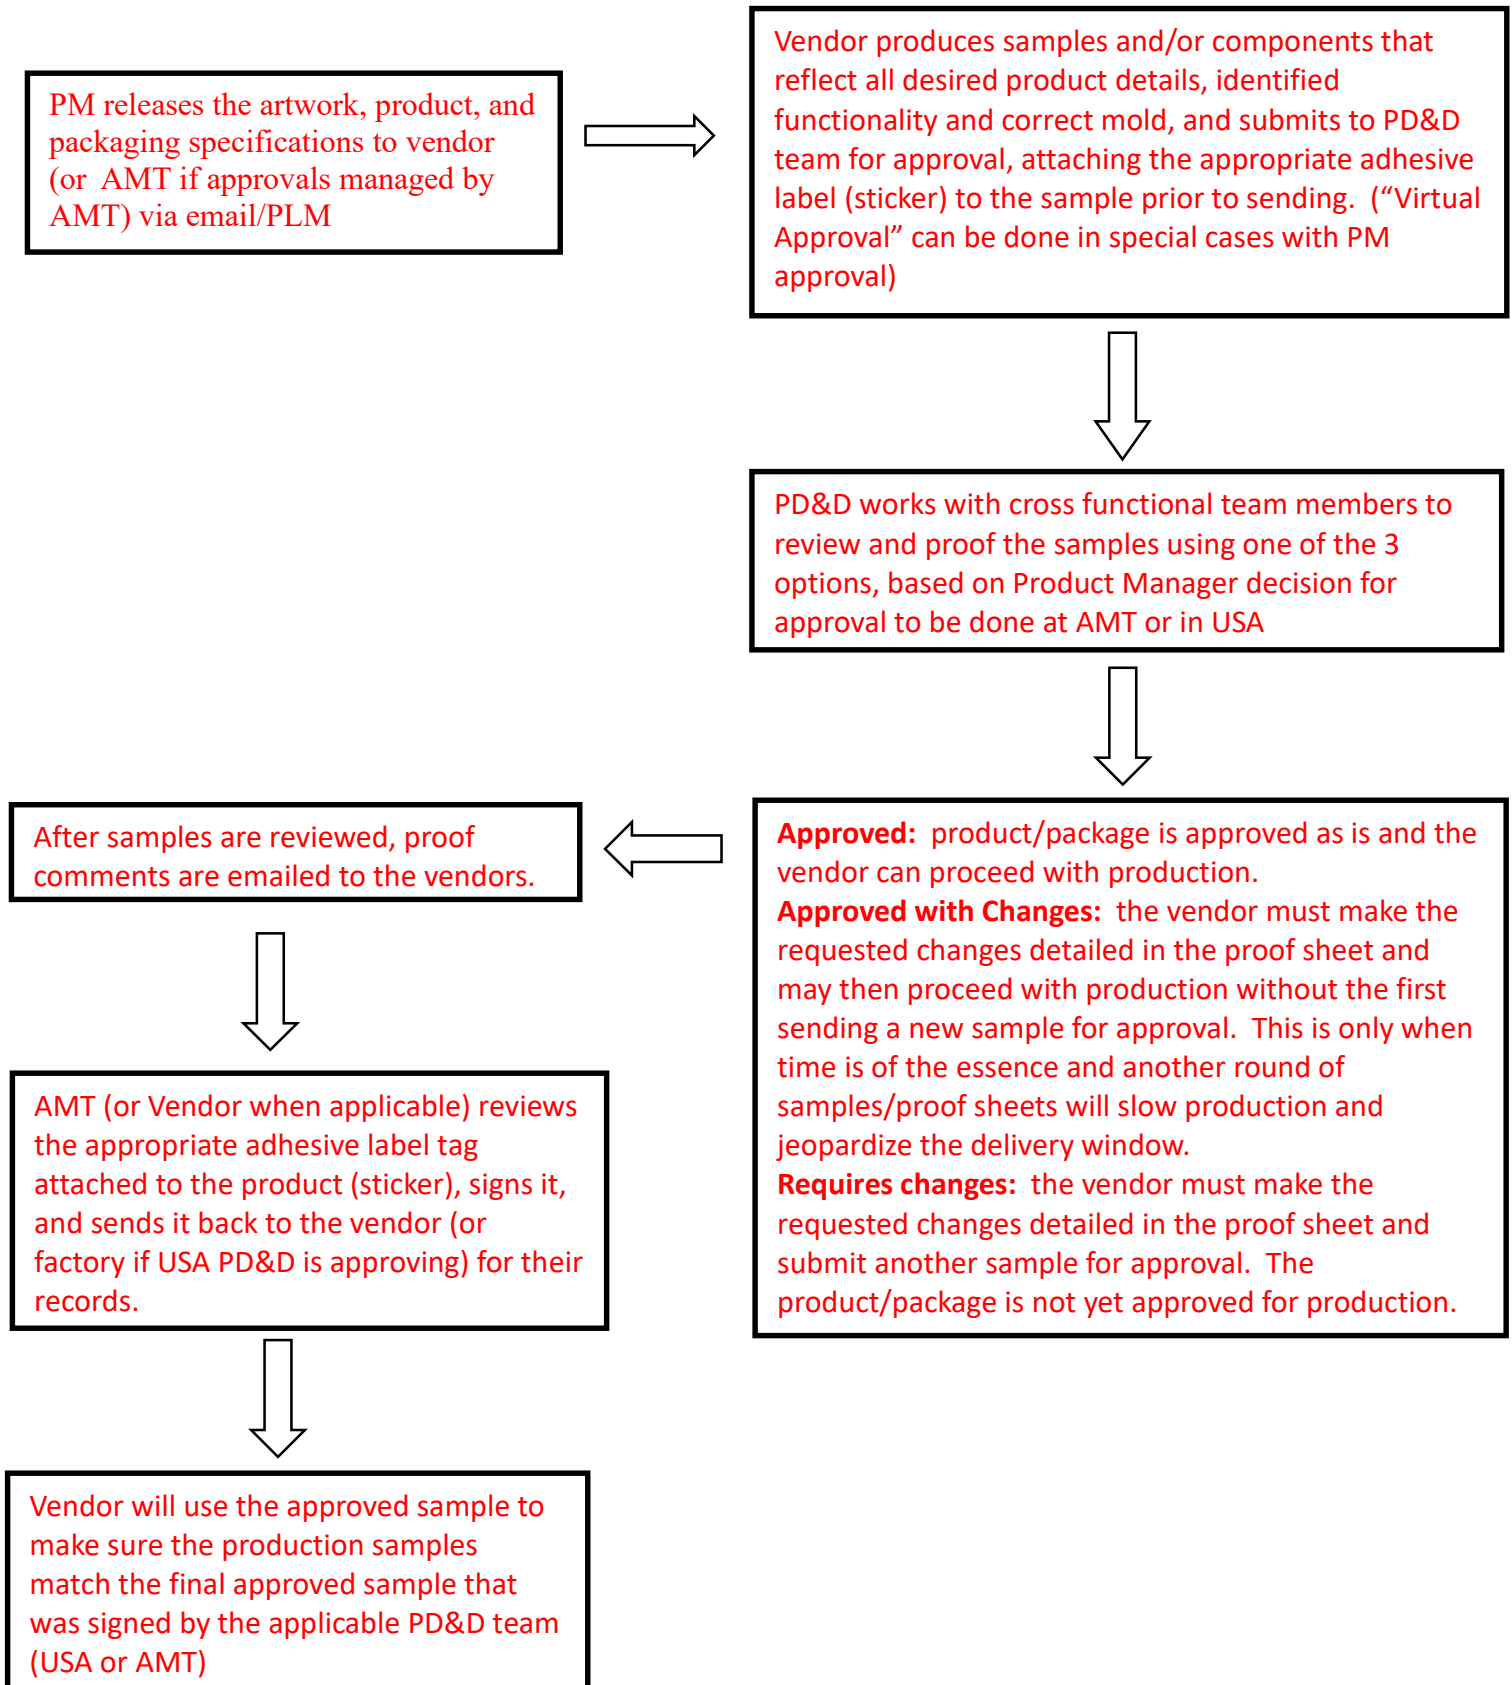 PM releases the artwork, product, and
packaging specifications to vendor
(or  AMT if approvals managed by
AMT) via email/PLM
Vendor produces samples and/or components that
reflect all desired product details, identified
functionality and correct mold, and submits to PD&D
team for approval, attaching the appropriate adhesive
label (sticker) to the sample prior to sending.  (“Virtual
Approval” can be done in special cases with PM
approval)
PD&D works with cross functional team members to
review and proof the samples using one of the 3
options, based on Product Manager decision for
approval to be done at AMT or in USA
Approved:  product/package is approved as is and the
vendor can proceed with production.
Approved with Changes:  the vendor must make the
requested changes detailed in the proof sheet and
may then proceed with production without the first
sending a new sample for approval.  This is only when
time is of the essence and another round of
samples/proof sheets will slow production and
jeopardize the delivery window.
Requires changes:  the vendor must make the
requested changes detailed in the proof sheet and
submit another sample for approval.  The
product/package is not yet approved for production.
After samples are reviewed, proof
comments are emailed to the vendors.
AMT (or Vendor when applicable) reviews
the appropriate adhesive label tag
attached to the product (sticker), signs it,
and sends it back to the vendor (or
factory if USA PD&D is approving) for their
records.
Vendor will use the approved sample to
make sure the production samples
match the final approved sample that
was signed by the applicable PD&D team
(USA or AMT)